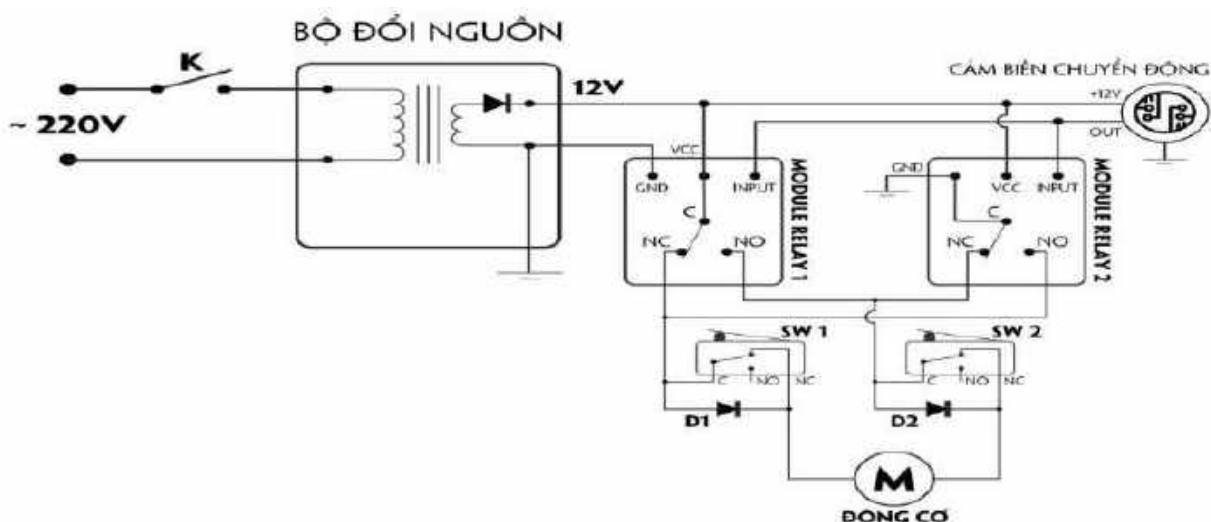 BỘ ĐỔI NGUỒN
K
12V
~ 220V
CẢM BIẾN CHUYỂN ĐỘNG
+12V
OUT
VCC
GND
INPUT
C
NC
NO
MODULE RELAY 1
GND
VCC
INPUT
C
NC
NO
MODULE RELAY 2
SW 1
C
NO
NC
SW 2
C
NO
NC
D1
D2
M
ĐỘNG CƠ